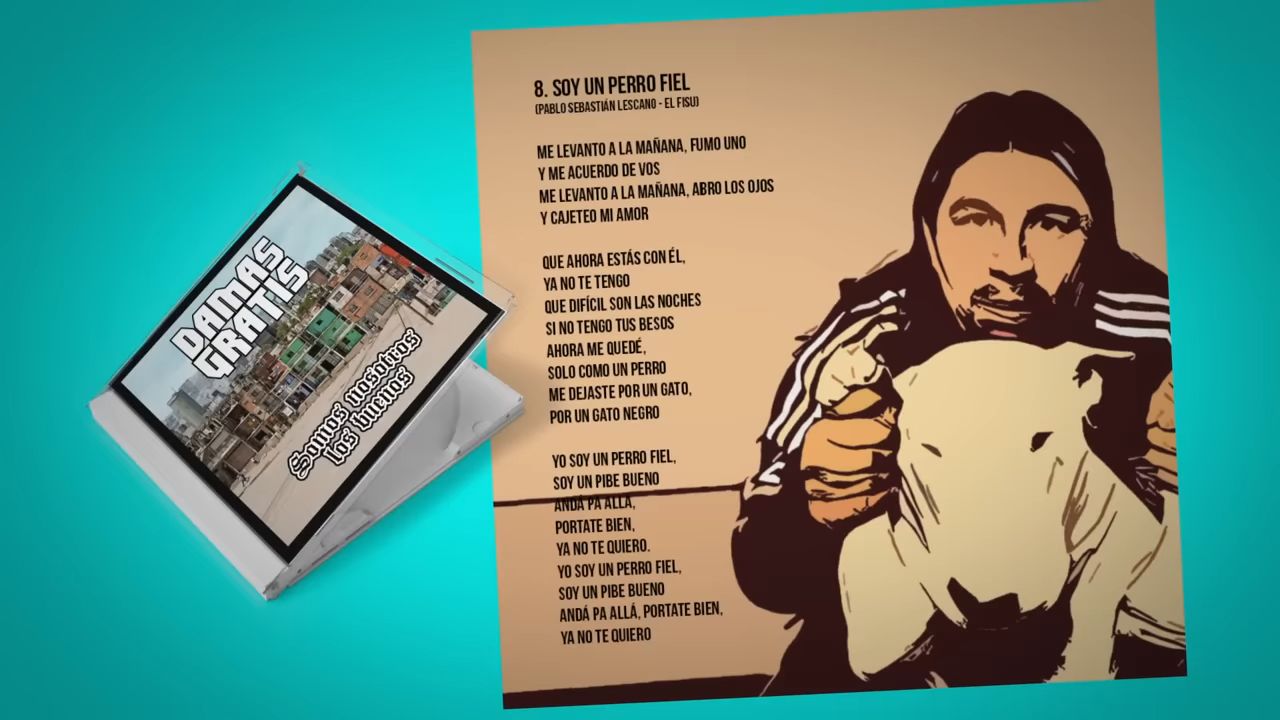 DAMAS
GRATIS
Somos nosotros
los buenos
8. SOY UN PERRO FIEL
(PABLO SEBASTIÁN LESCANO - EL FISU)
ME LEVANTO A LA MAÑANA, FUMO UNO
Y ME ACUERDO DE VOS
ME LEVANTO A LA MAÑANA, ABRO LOS OJOS
Y CAJETEO MI AMOR
QUE AHORA ESTÁS CON ÉL,
YA NO TE TENGO
QUE DIFÍCIL SON LAS NOCHES
SI NO TENGO TUS BESOS
AHORA ME QUEDÉ,
SOLO COMO UN PERRO
ME DEJASTE POR UN GATO,
POR UN GATO NEGRO
YO SOY UN PERRO FIEL,
SOY UN PIBE BUENO
ANDÁ PA ALLÁ,
PORTATE BIEN,
YA NO TE QUIERO.
YO SOY UN PERRO FIEL,
SOY UN PIBE BUENO
ANDÁ PA ALLÁ, PORTATE BIEN,
YA NO TE QUIERO